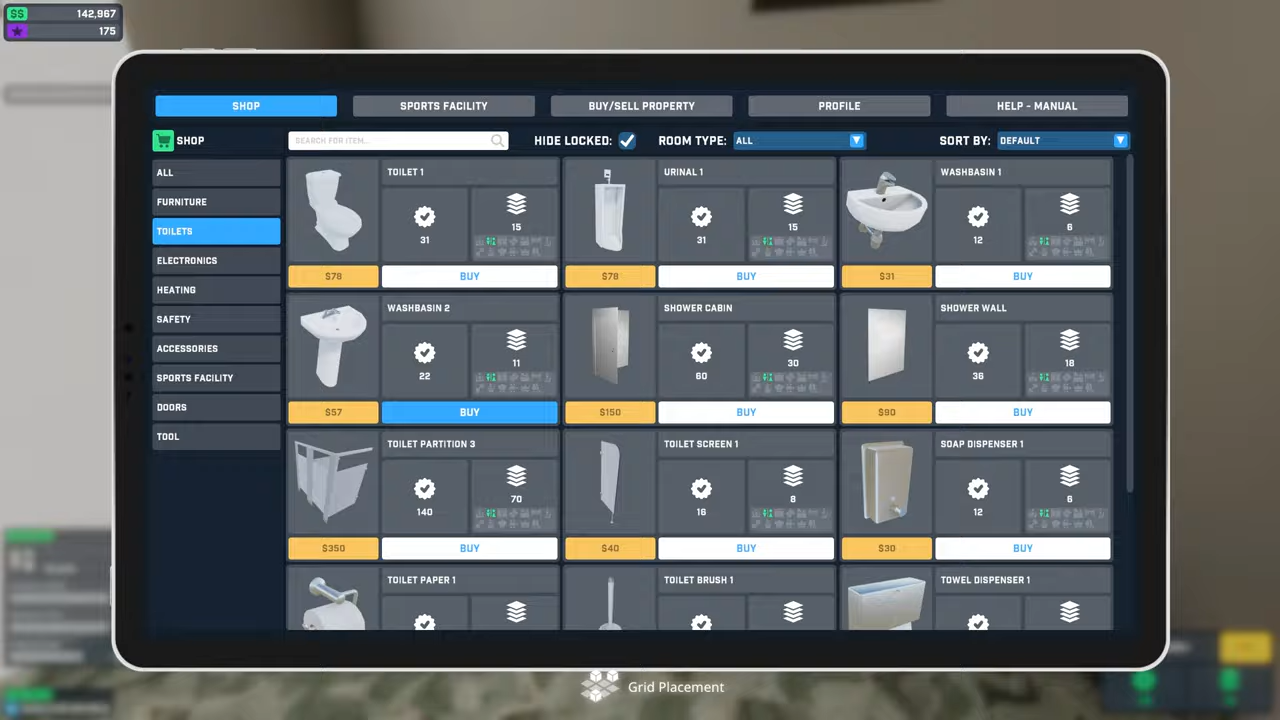 $$ 142,967
175
SHOP SPORTS FACILITY BUY/SELL PROPERTY PROFILE HELP - MANUAL
SHOP SEARCH FOR ITEM... HIDE LOCKED: ROOM TYPE: ALL SORT BY: DEFAULT
ALL
FURNITURE
TOILETS
ELECTRONICS
HEATING
SAFETY
ACCESSORIES
SPORTS FACILITY
DOORS
TOOL
TOILET 1
31 15
$78 BUY
URINAL 1
31 15
$78 BUY
WASHBASIN 1
12 6
$31 BUY
WASHBASIN 2
22 11
$57 BUY
SHOWER CABIN
60 30
$150 BUY
SHOWER WALL
36 18
$90 BUY
TOILET PARTITION 3
140 70
$350 BUY
TOILET SCREEN 1
16 8
$40 BUY
SOAP DISPENSER 1
12 6
$30 BUY
TOILET PAPER 1
TOILET BRUSH 1
TOWEL DISPENSER 1
Grid Placement